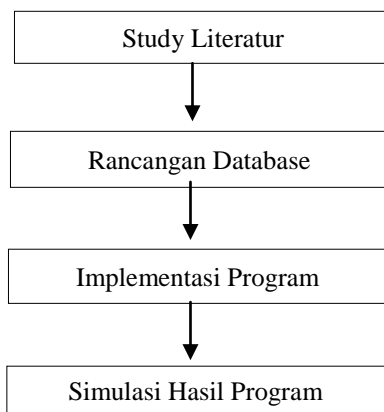 Study Literatur
Rancangan Database
Implementasi Program
Simulasi Hasil Program